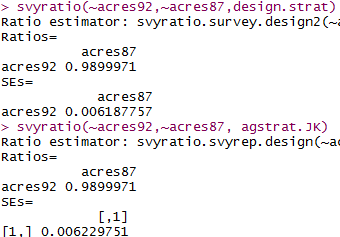 > svyratio(~acres92,~acres87,design.strat)
Ratio estimator: svyratio.survey.design2(~
Ratios=
acres87
acres92 0.9899971
SEs=
acres87
acres92 0.006187757
> svyratio(~acres92,~acres87, agstrat.JK)
Ratio estimator: svyratio.svyrep.design(~a
Ratios=
acres87
acres92 0.9899971
SEs=
[,1]
[1,] 0.006229751